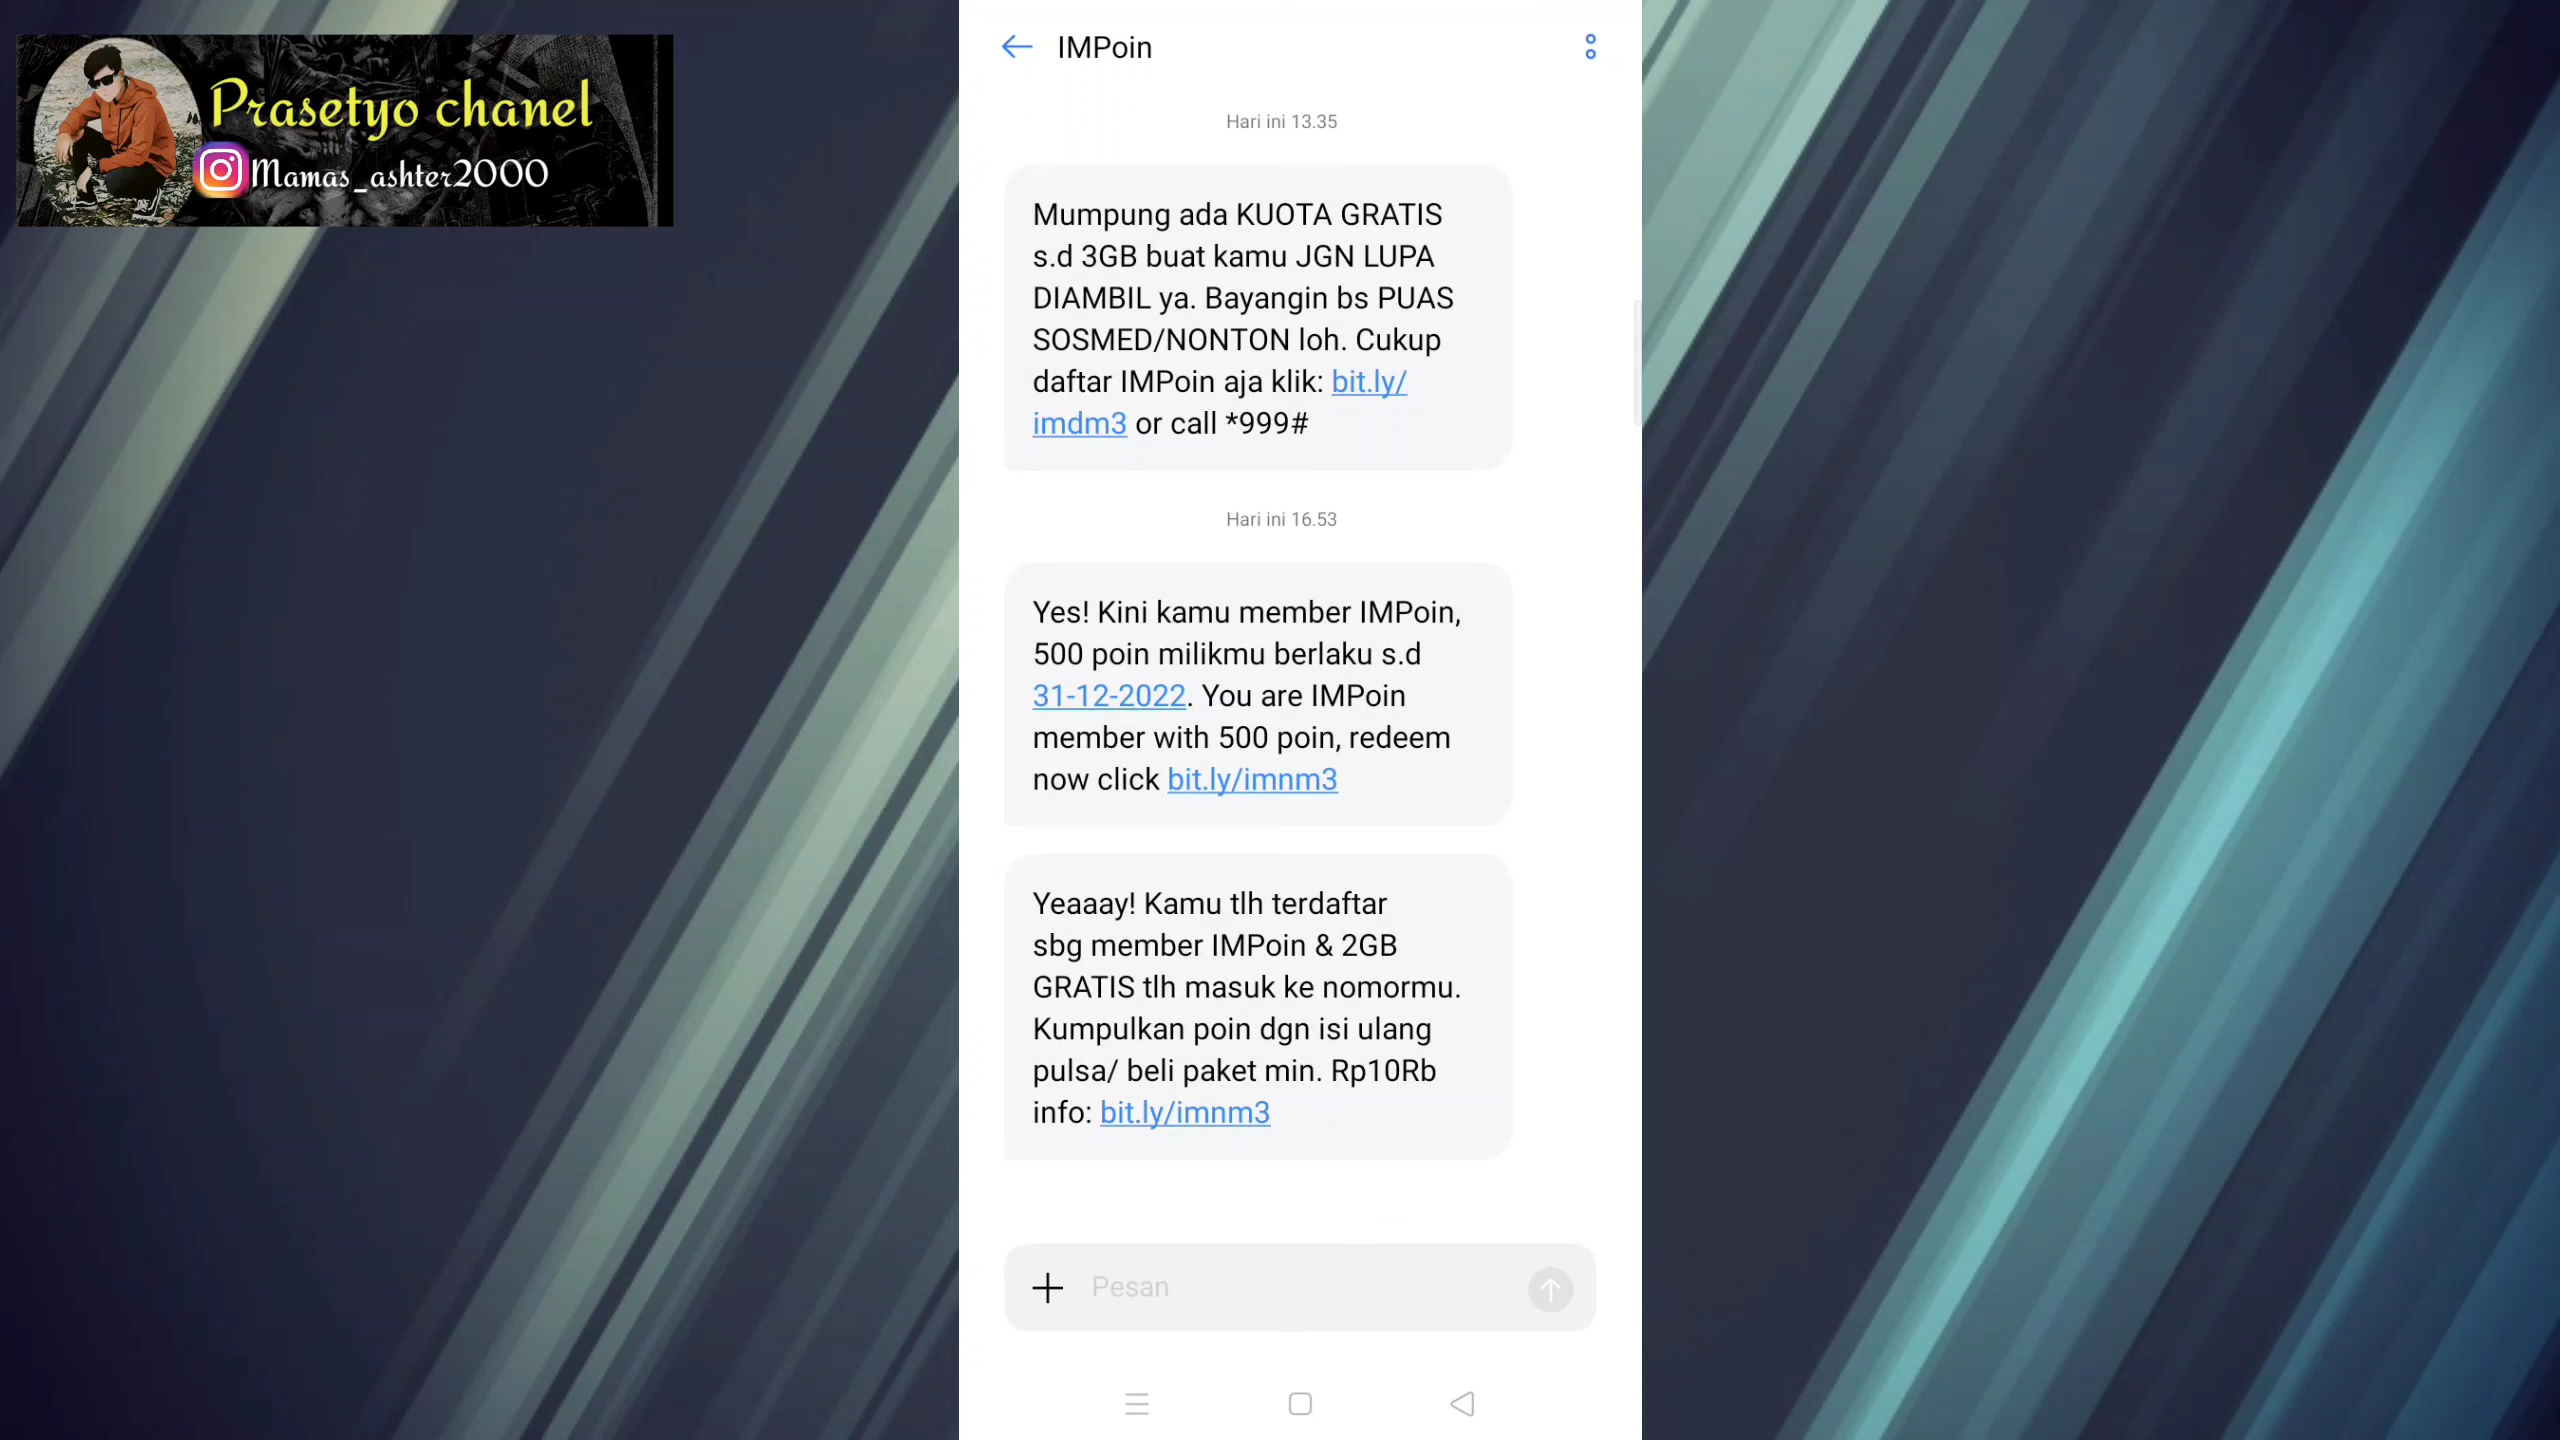 Prasetyo chanel
Mamas_ashter2000
IMPoin
Hari ini 13.35
Mumpung ada KUOTA GRATIS
s.d 3GB buat kamu JGN LUPA
DIAMBIL ya. Bayangin bs PUAS
SOSMED/NONTON loh. Cukup
daftar IMPoin aja klik: bit.ly/
imdm3 or call *999#
Hari ini 16.53
Yes! Kini kamu member IMPoin,
500 poin milikmu berlaku s.d
31-12-2022. You are IMPoin
member with 500 poin, redeem
now click bit.ly/imnm3
Yeaaay! Kamu tlh terdaftar
sbg member IMPoin & 2GB
GRATIS tlh masuk ke nomormu.
Kumpulkan poin dgn isi ulang
pulsa/ beli paket min. Rp10Rb
info: bit.ly/imnm3
Pesan